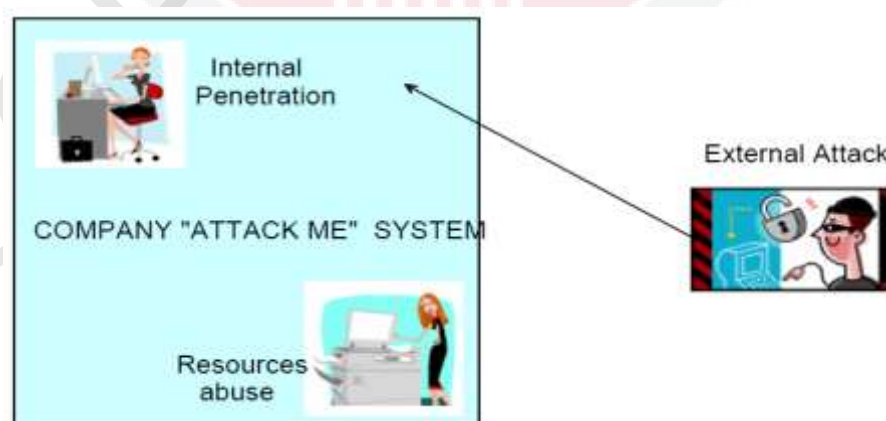 Internal
Penetration
External Attack
COMPANY "ATTACK ME" SYSTEM
Resources
abuse